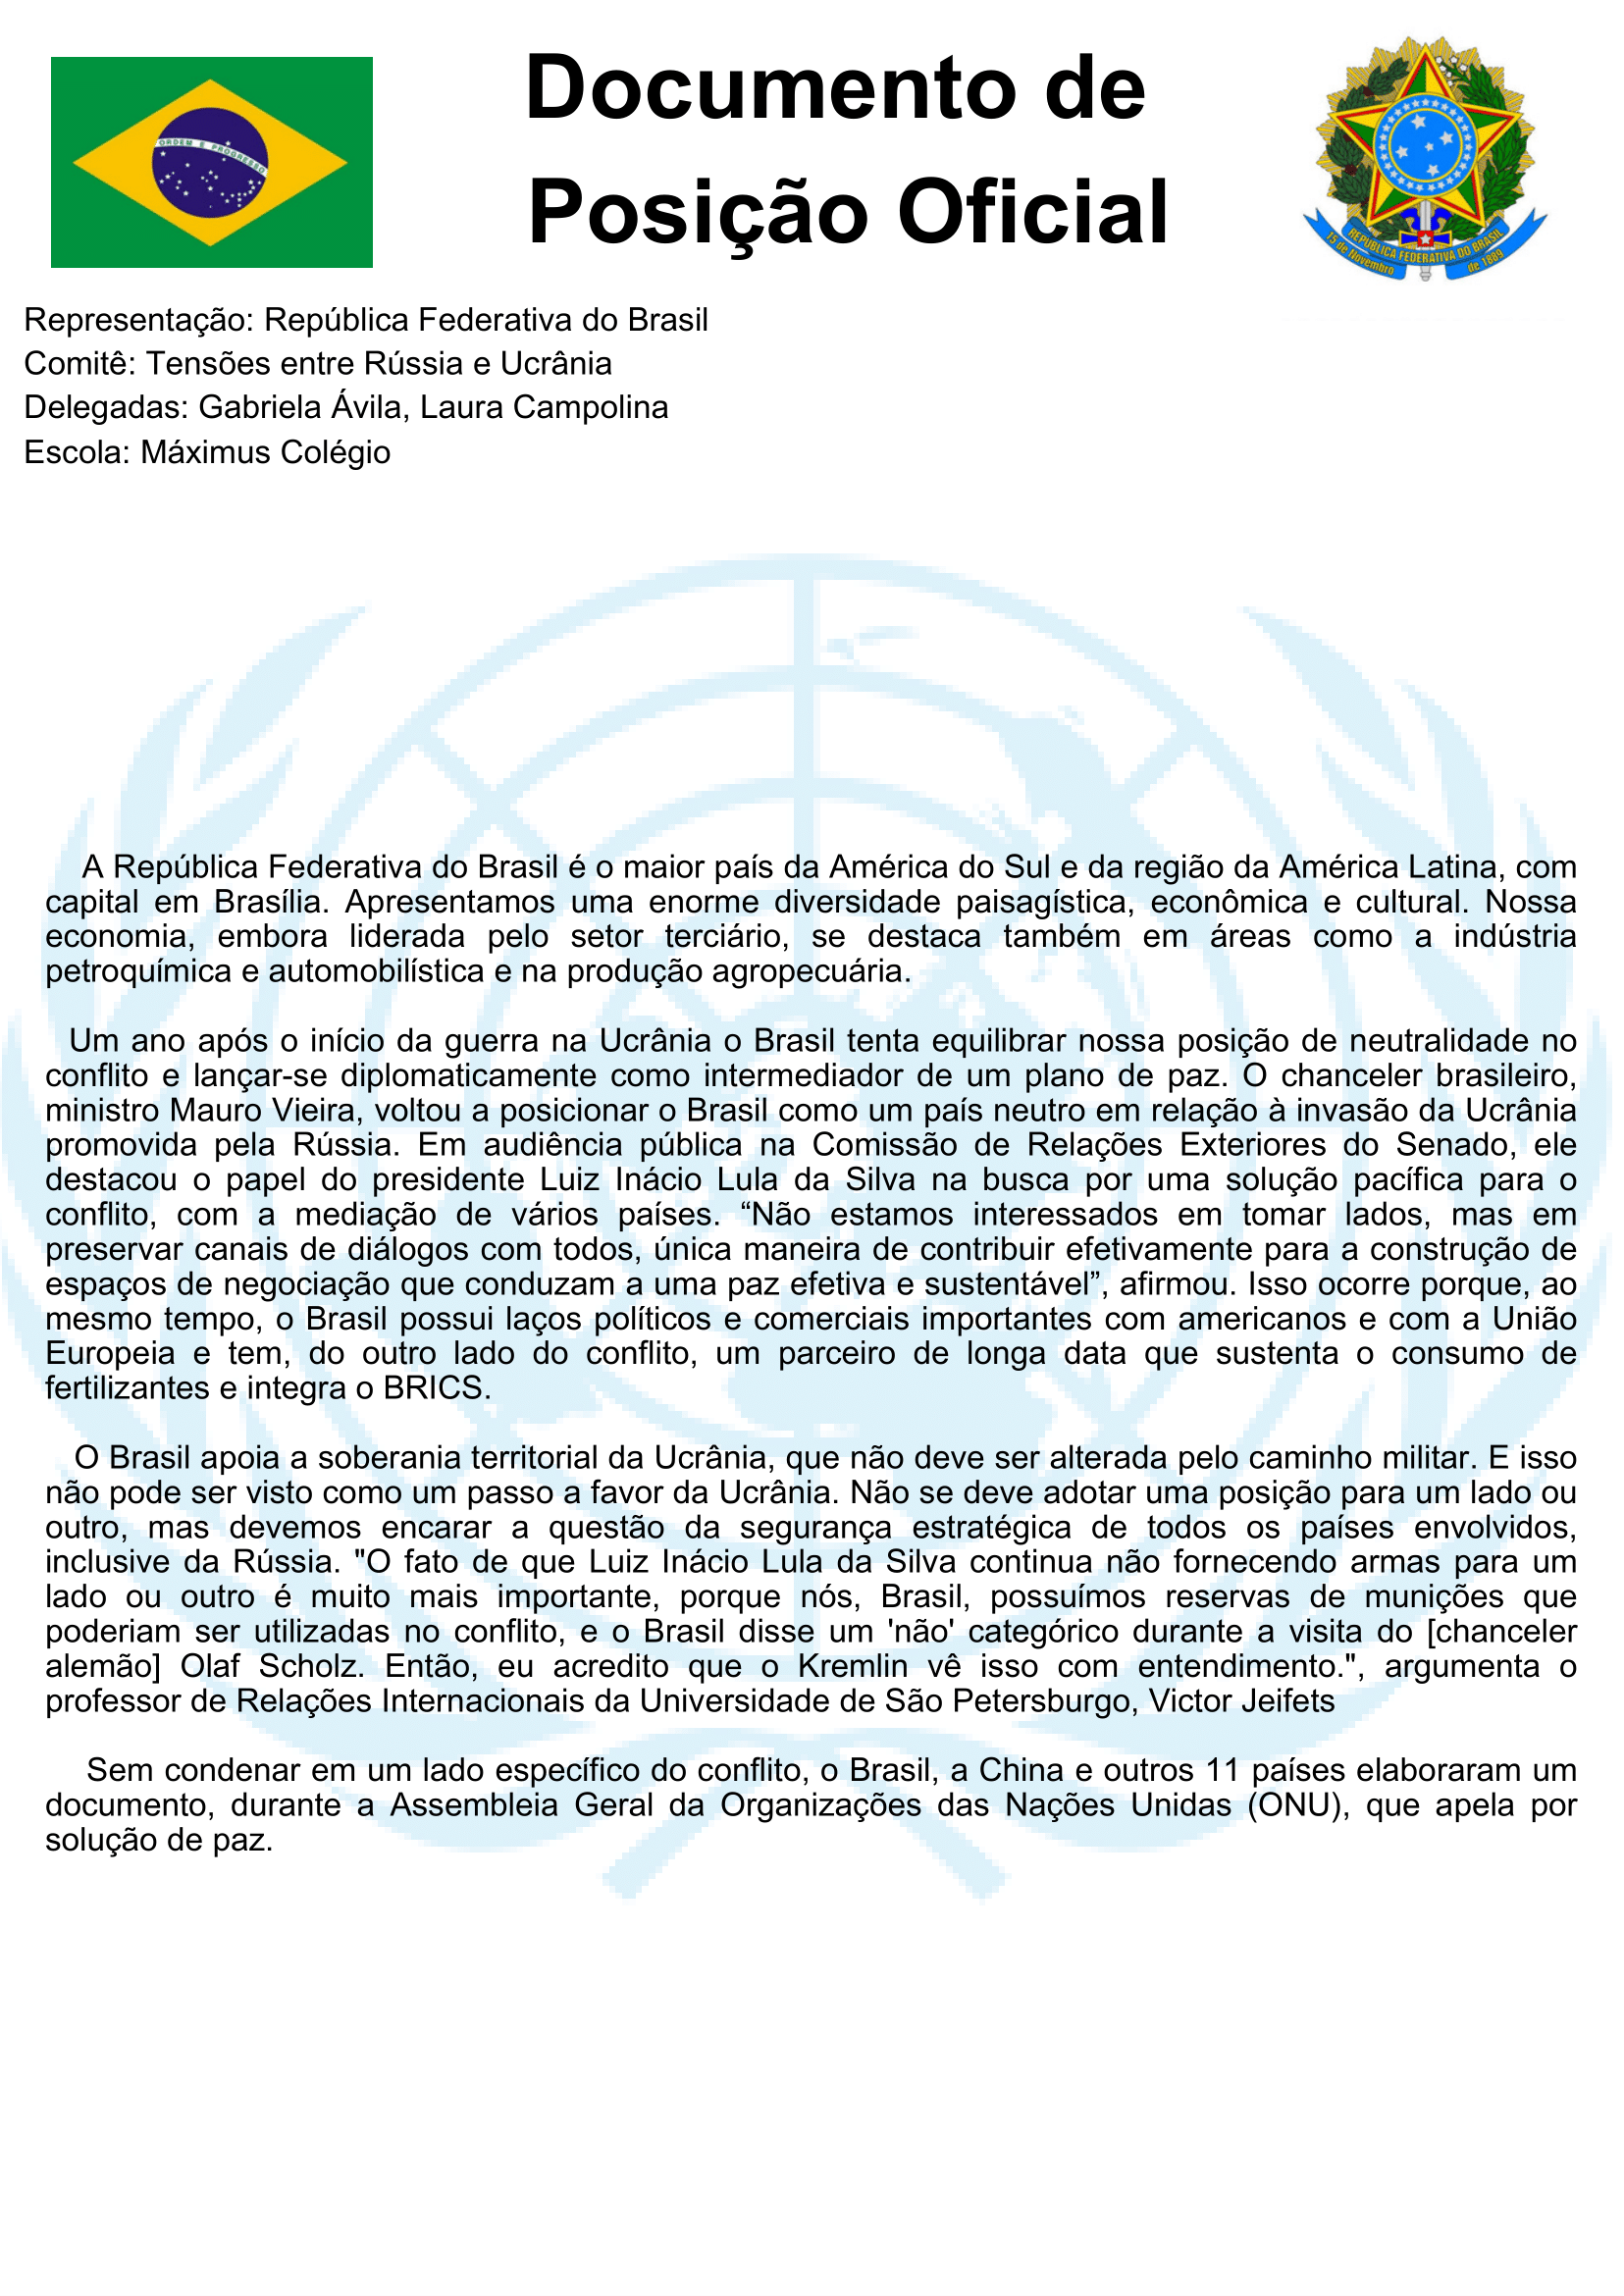 Documento de
Posição Oficial
ORDEM E PROGRESSO
REPÚBLICA FEDERATIVA DO BRASIL
15 de Novembro
de 1889
Representação: República Federativa do Brasil
Comitê: Tensões entre Rússia e Ucrânia
Delegadas: Gabriela Ávila, Laura Campolina
Escola: Máximus Colégio
A República Federativa do Brasil é o maior país da América do Sul e da região da América Latina, com
capital em Brasília. Apresentamos uma enorme diversidade paisagística, econômica e cultural. Nossa
economia, embora liderada pelo setor terciário, se destaca também em áreas como a indústria
petroquímica e automobilística e na produção agropecuária.
Um ano após o início da guerra na Ucrânia o Brasil tenta equilibrar nossa posição de neutralidade no
conflito e lançar-se diplomaticamente como intermediador de um plano de paz. O chanceler brasileiro,
ministro Mauro Vieira, voltou a posicionar o Brasil como um país neutro em relação à invasão da Ucrânia
promovida pela Rússia. Em audiência pública na Comissão de Relações Exteriores do Senado, ele
destacou o papel do presidente Luiz Inácio Lula da Silva na busca por uma solução pacífica para o
conflito, com a mediação de vários países. “Não estamos interessados em tomar lados, mas em
preservar canais de diálogos com todos, única maneira de contribuir efetivamente para a construção de
espaços de negociação que conduzam a uma paz efetiva e sustentável”, afirmou. Isso ocorre porque, ao
mesmo tempo, o Brasil possui laços políticos e comerciais importantes com americanos e com a União
Europeia e tem, do outro lado do conflito, um parceiro de longa data que sustenta o consumo de
fertilizantes e integra o BRICS.
O Brasil apoia a soberania territorial da Ucrânia, que não deve ser alterada pelo caminho militar. E isso
não pode ser visto como um passo a favor da Ucrânia. Não se deve adotar uma posição para um lado ou
outro, mas devemos encarar a questão da segurança estratégica de todos os países envolvidos,
inclusive da Rússia. "O fato de que Luiz Inácio Lula da Silva continua não fornecendo armas para um
lado ou outro é muito mais importante, porque nós, Brasil, possuímos reservas de munições que
poderiam ser utilizadas no conflito, e o Brasil disse um 'não' categórico durante a visita do [chanceler
alemão] Olaf Scholz. Então, eu acredito que o Kremlin vê isso com entendimento.", argumenta o
professor de Relações Internacionais da Universidade de São Petersburgo, Victor Jeifets
Sem condenar em um lado específico do conflito, o Brasil, a China e outros 11 países elaboraram um
documento, durante a Assembleia Geral da Organizações das Nações Unidas (ONU), que apela por
solução de paz.